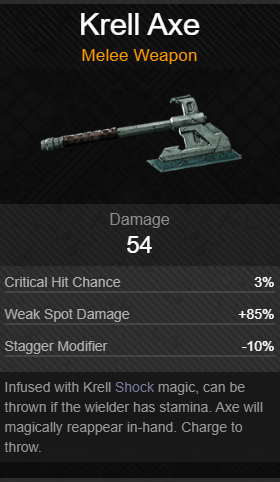 Krell Axe
Melee Weapon
Damage
54
Critical Hit Chance 3%
Weak Spot Damage +85%
Stagger Modifier -10%
Infused with Krell Shock magic, can be
thrown if the wielder has stamina. Axe will
magically reappear in-hand. Charge to
throw.